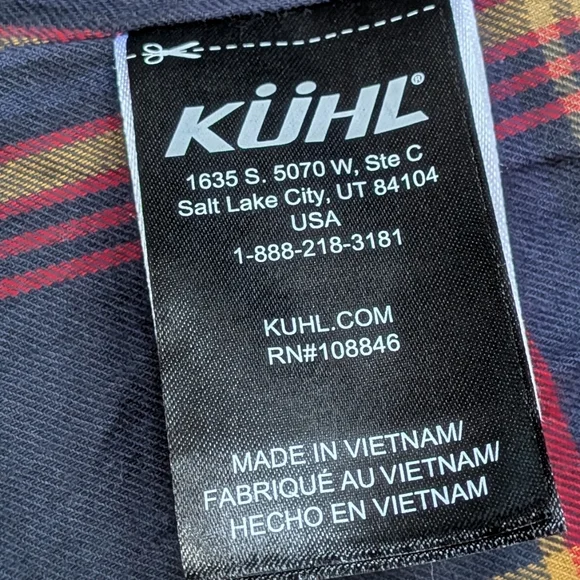 KÜHL®
1635 S. 5070 W, Ste C
Salt Lake City, UT 84104
USA
1-888-218-3181
KUHL.COM
RN#108846
MADE IN VIETNAM/
FABRIQUÉ AU VIETNAM/
HECHO EN VIETNAM